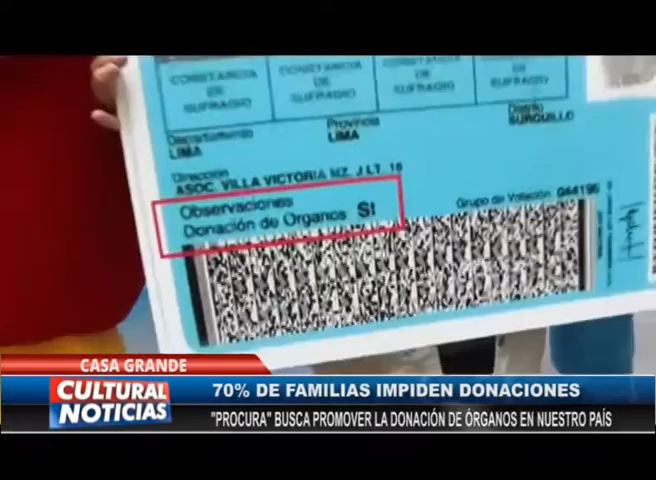 CONSTANCIA DE SUFRAGIO
CONSTANCIA DE SUFRAGIO
CONSTANCIA DE SUFRAGIO
CONSTANCIA DE SUFRAGIO
Departamento
LIMA
Provincia
LIMA
Distrito
SURQUILLO
Dirección
ASOC. VILLA VICTORIA MZ. J LT. 16
Observaciones
Donación de Organos SI
Grupo de Votación 044196
CASA GRANDE
CULTURAL
NOTICIAS
70% DE FAMILIAS IMPIDEN DONACIONES
"PROCURA" BUSCA PROMOVER LA DONACIÓN DE ÓRGANOS EN NUESTRO PAÍS